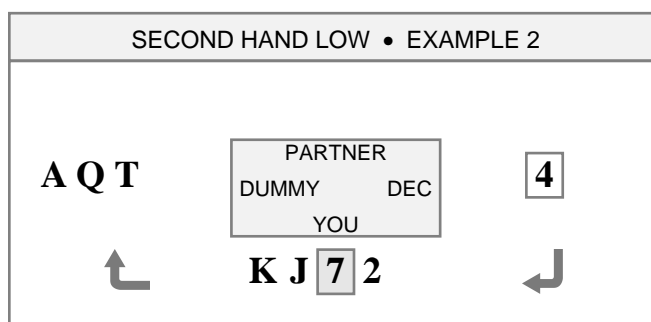 SECOND HAND LOW • EXAMPLE 2
PARTNER
A Q T DUMMY DEC 4
YOU
K J 7 2